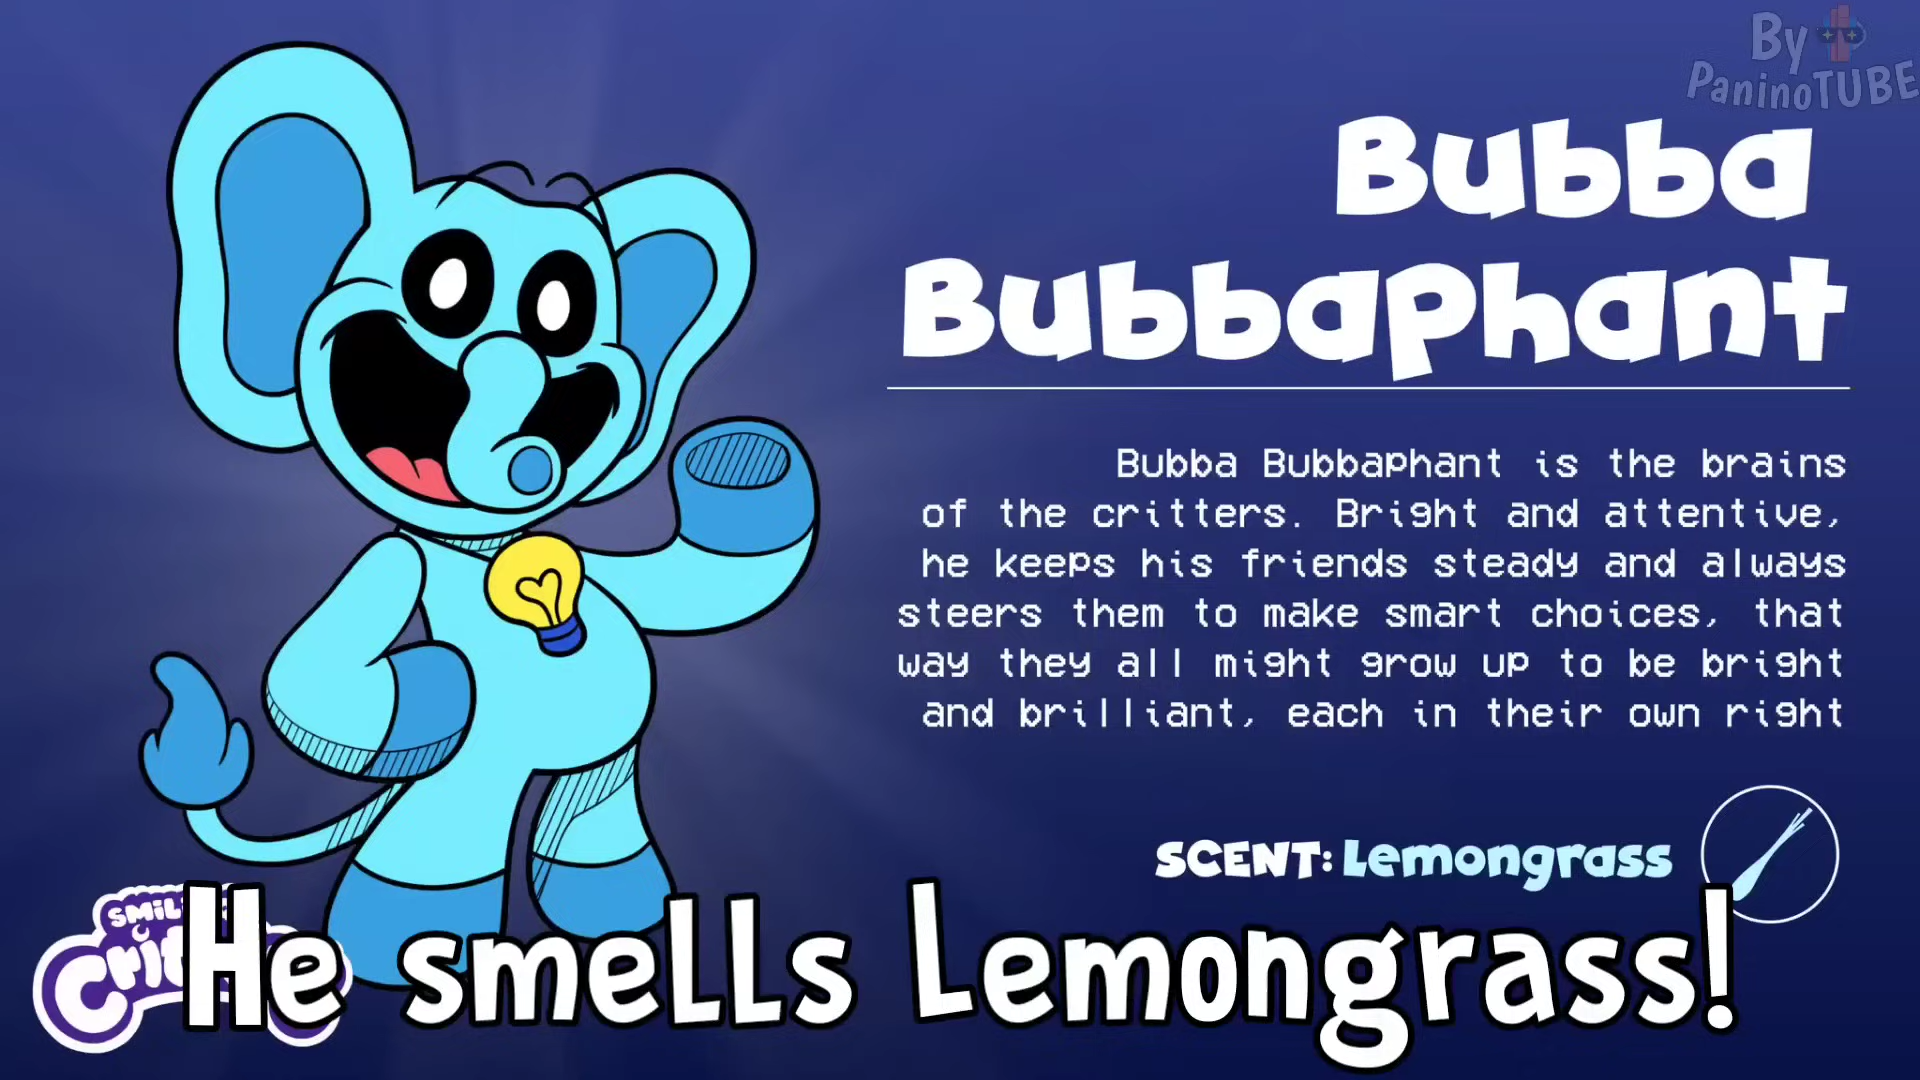 By
PaninoTUBE
Bubba
Bubbaphant
Bubba Bubbaphant is the brains
of the critters. Bright and attentive,
he keeps his friends steady and always
steers them to make smart choices, that
way they all might grow up to be bright
and brilliant, each in their own right
SCENT: Lemongrass
He smells Lemongrass!